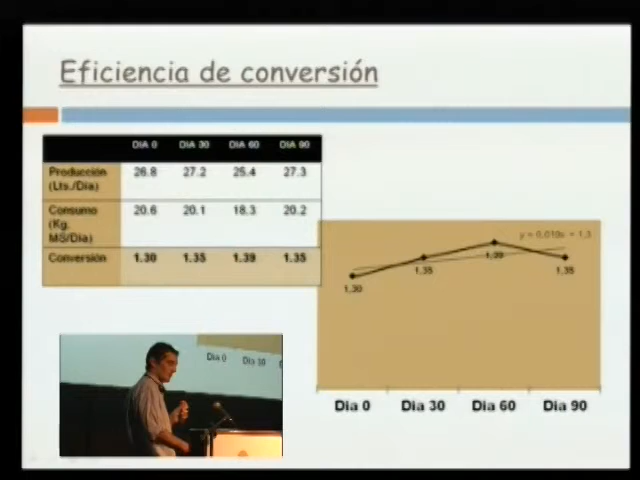 Eficiencia de conversión
DIA 0 DIA 30 DIA 60 DIA 90
Producción (Lts./Dia) 26.8 27.2 25.4 27.3
Consumo (Kg. MS/Dia) 20.6 20.1 18.3 20.2
Conversión 1.30 1.35 1.39 1.35
1,30
1,35
1,39
1,35
Dia 0 Dia 30 Dia 60 Dia 90
Dia 0 Dia 30